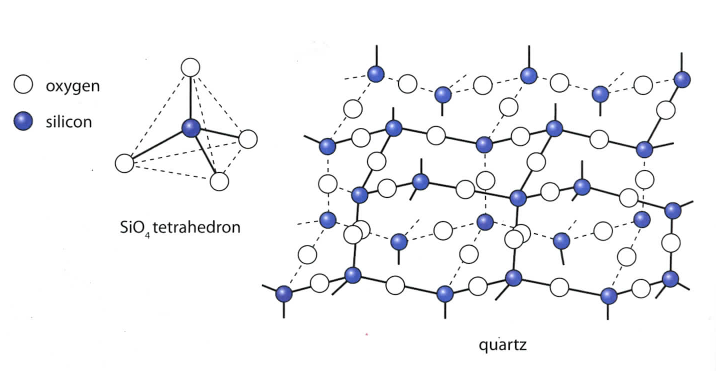 oxygen
silicon
SiO₄ tetrahedron
quartz